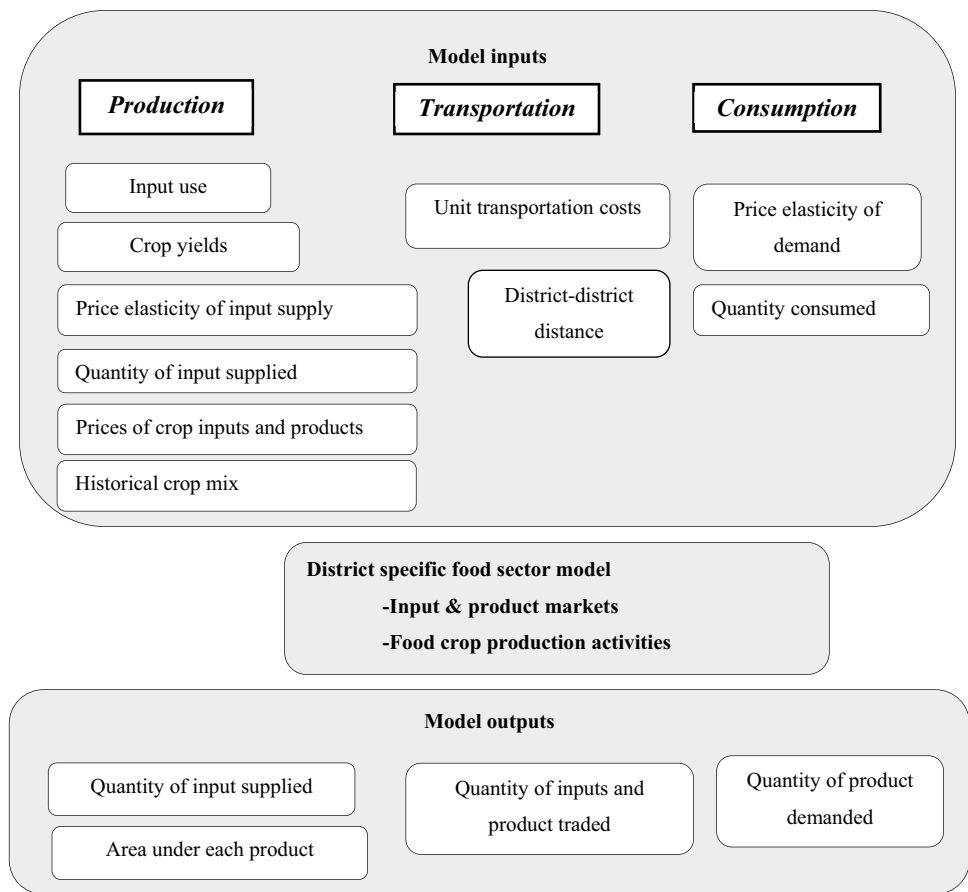 Model inputs
Production
Transportation
Consumption
Input use
Crop yields
Price elasticity of input supply
Quantity of input supplied
Prices of crop inputs and products
Historical crop mix
Unit transportation costs
District-district
distance
Price elasticity of
demand
Quantity consumed
District specific food sector model
-Input & product markets
-Food crop production activities
Model outputs
Quantity of input supplied
Area under each product
Quantity of inputs and
product traded
Quantity of product
demanded